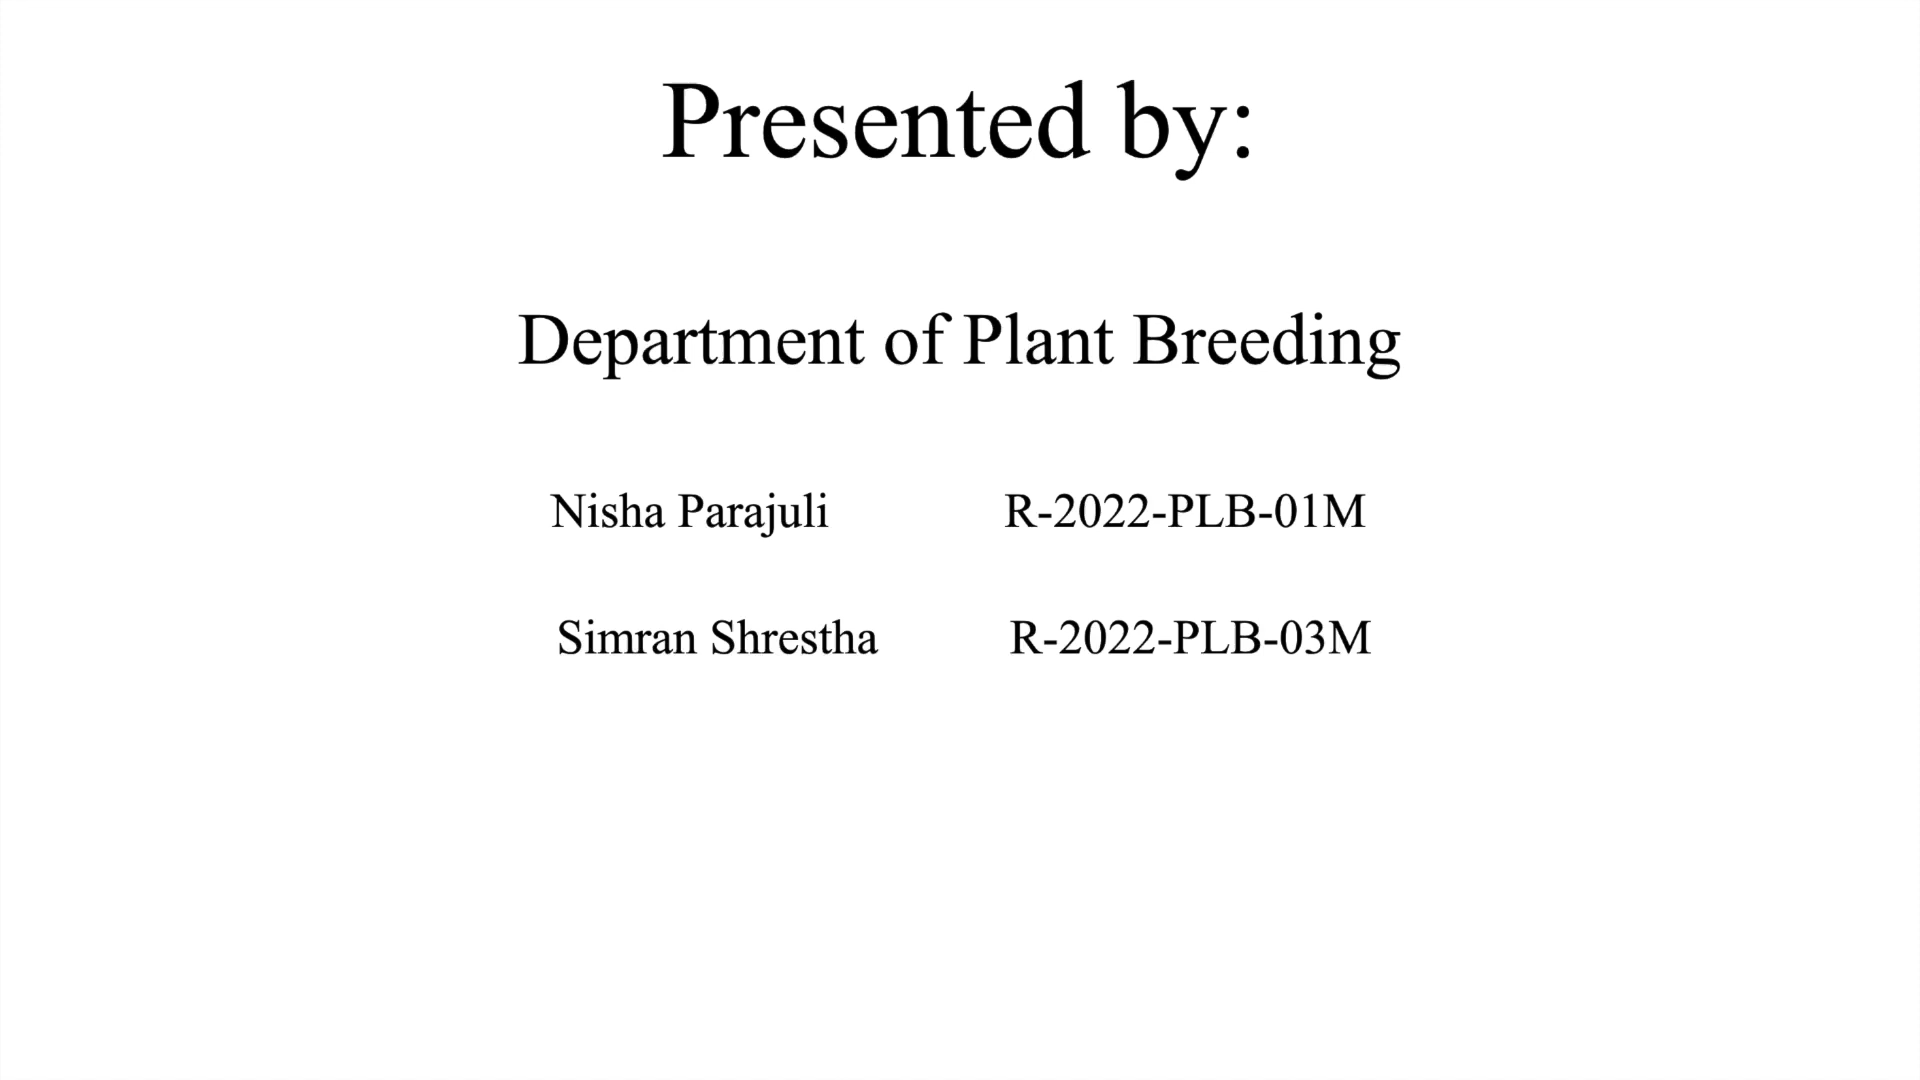 Presented by:
Department of Plant Breeding
Nisha Parajuli R-2022-PLB-01M
Simran Shrestha R-2022-PLB-03M